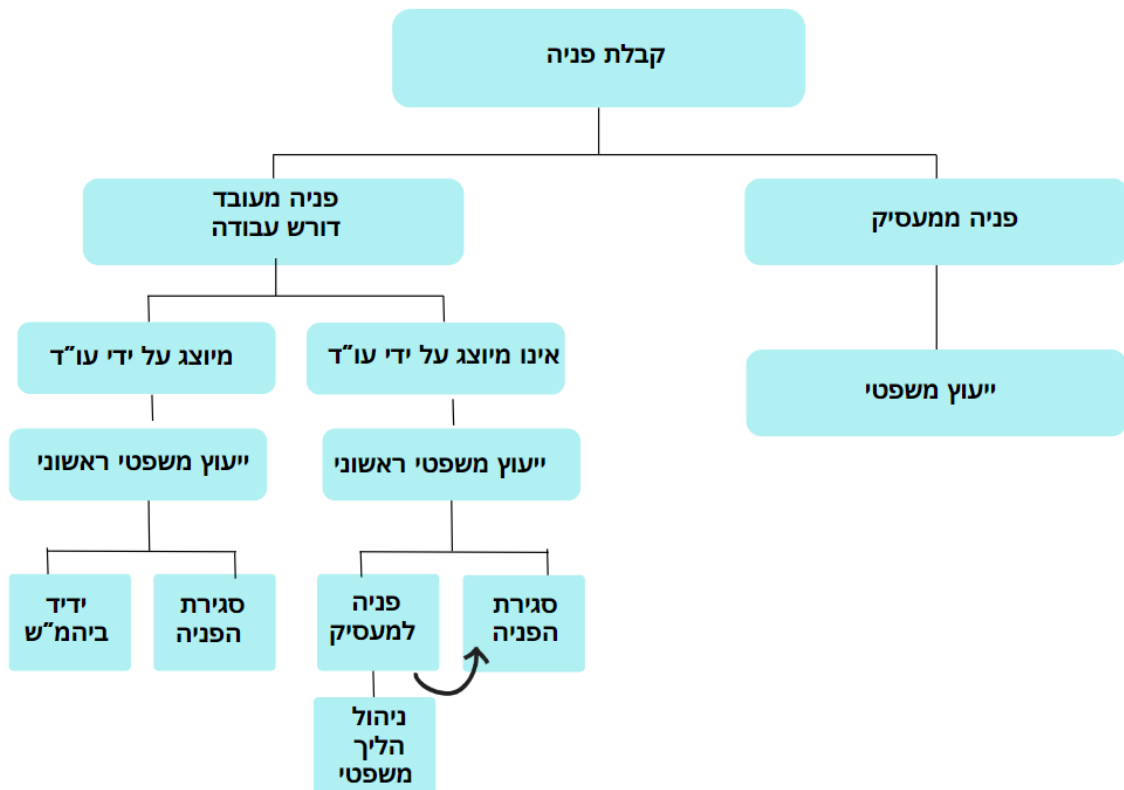 קבלת פניה
פניה ממעסיק
פניה מעובד
דורש עבודה
ייעוץ משפטי
אינו מיוצג על ידי עו״ד
מיוצג על ידי עו״ד
ייעוץ משפטי ראשוני
ייעוץ משפטי ראשוני
סגירת
הפניה
פניה
למעסיק
סגירת
הפניה
ידיד
ביהמ״ש
ניהול
הליך
משפטי